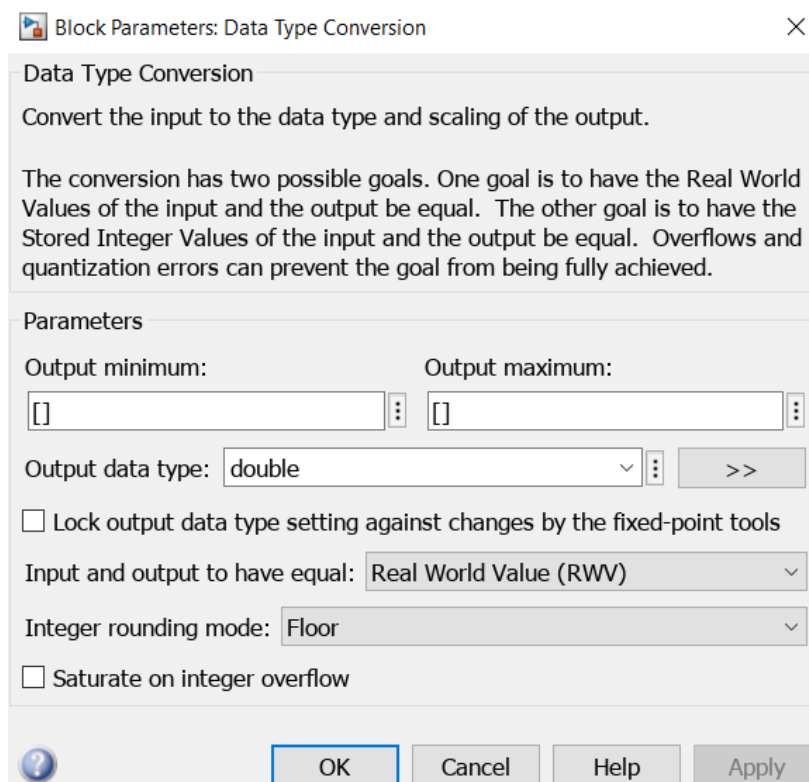 Block Parameters: Data Type Conversion
Data Type Conversion
Convert the input to the data type and scaling of the output.
The conversion has two possible goals. One goal is to have the Real World
Values of the input and the output be equal.  The other goal is to have the
Stored Integer Values of the input and the output be equal.  Overflows and
quantization errors can prevent the goal from being fully achieved.
Parameters
Output minimum: Output maximum:
[] []
Output data type: double >>
Lock output data type setting against changes by the fixed-point tools
Input and output to have equal: Real World Value (RWV)
Integer rounding mode: Floor
Saturate on integer overflow
? OK Cancel Help Apply